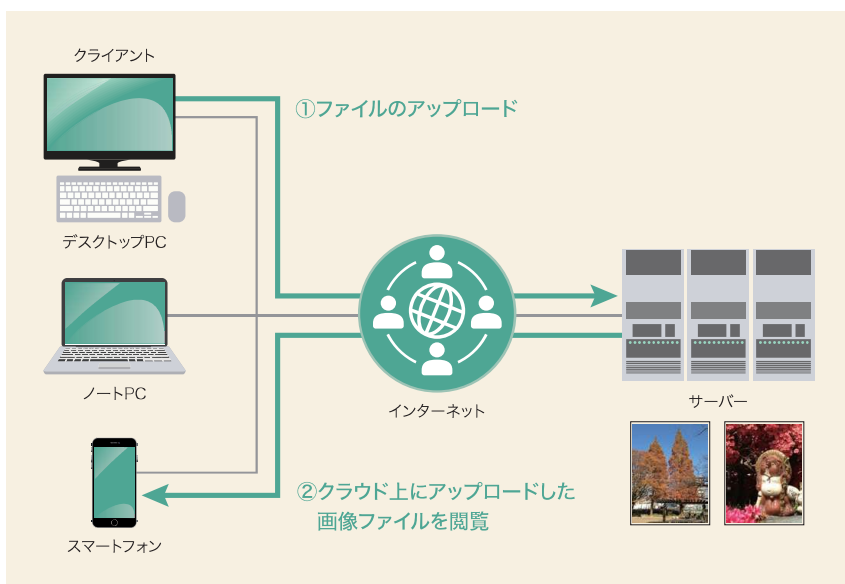 クライアント
①ファイルのアップロード
デスクトップPC
ノートPC
インターネット
サーバー
②クラウド上にアップロードした
画像ファイルを閲覧
スマートフォン